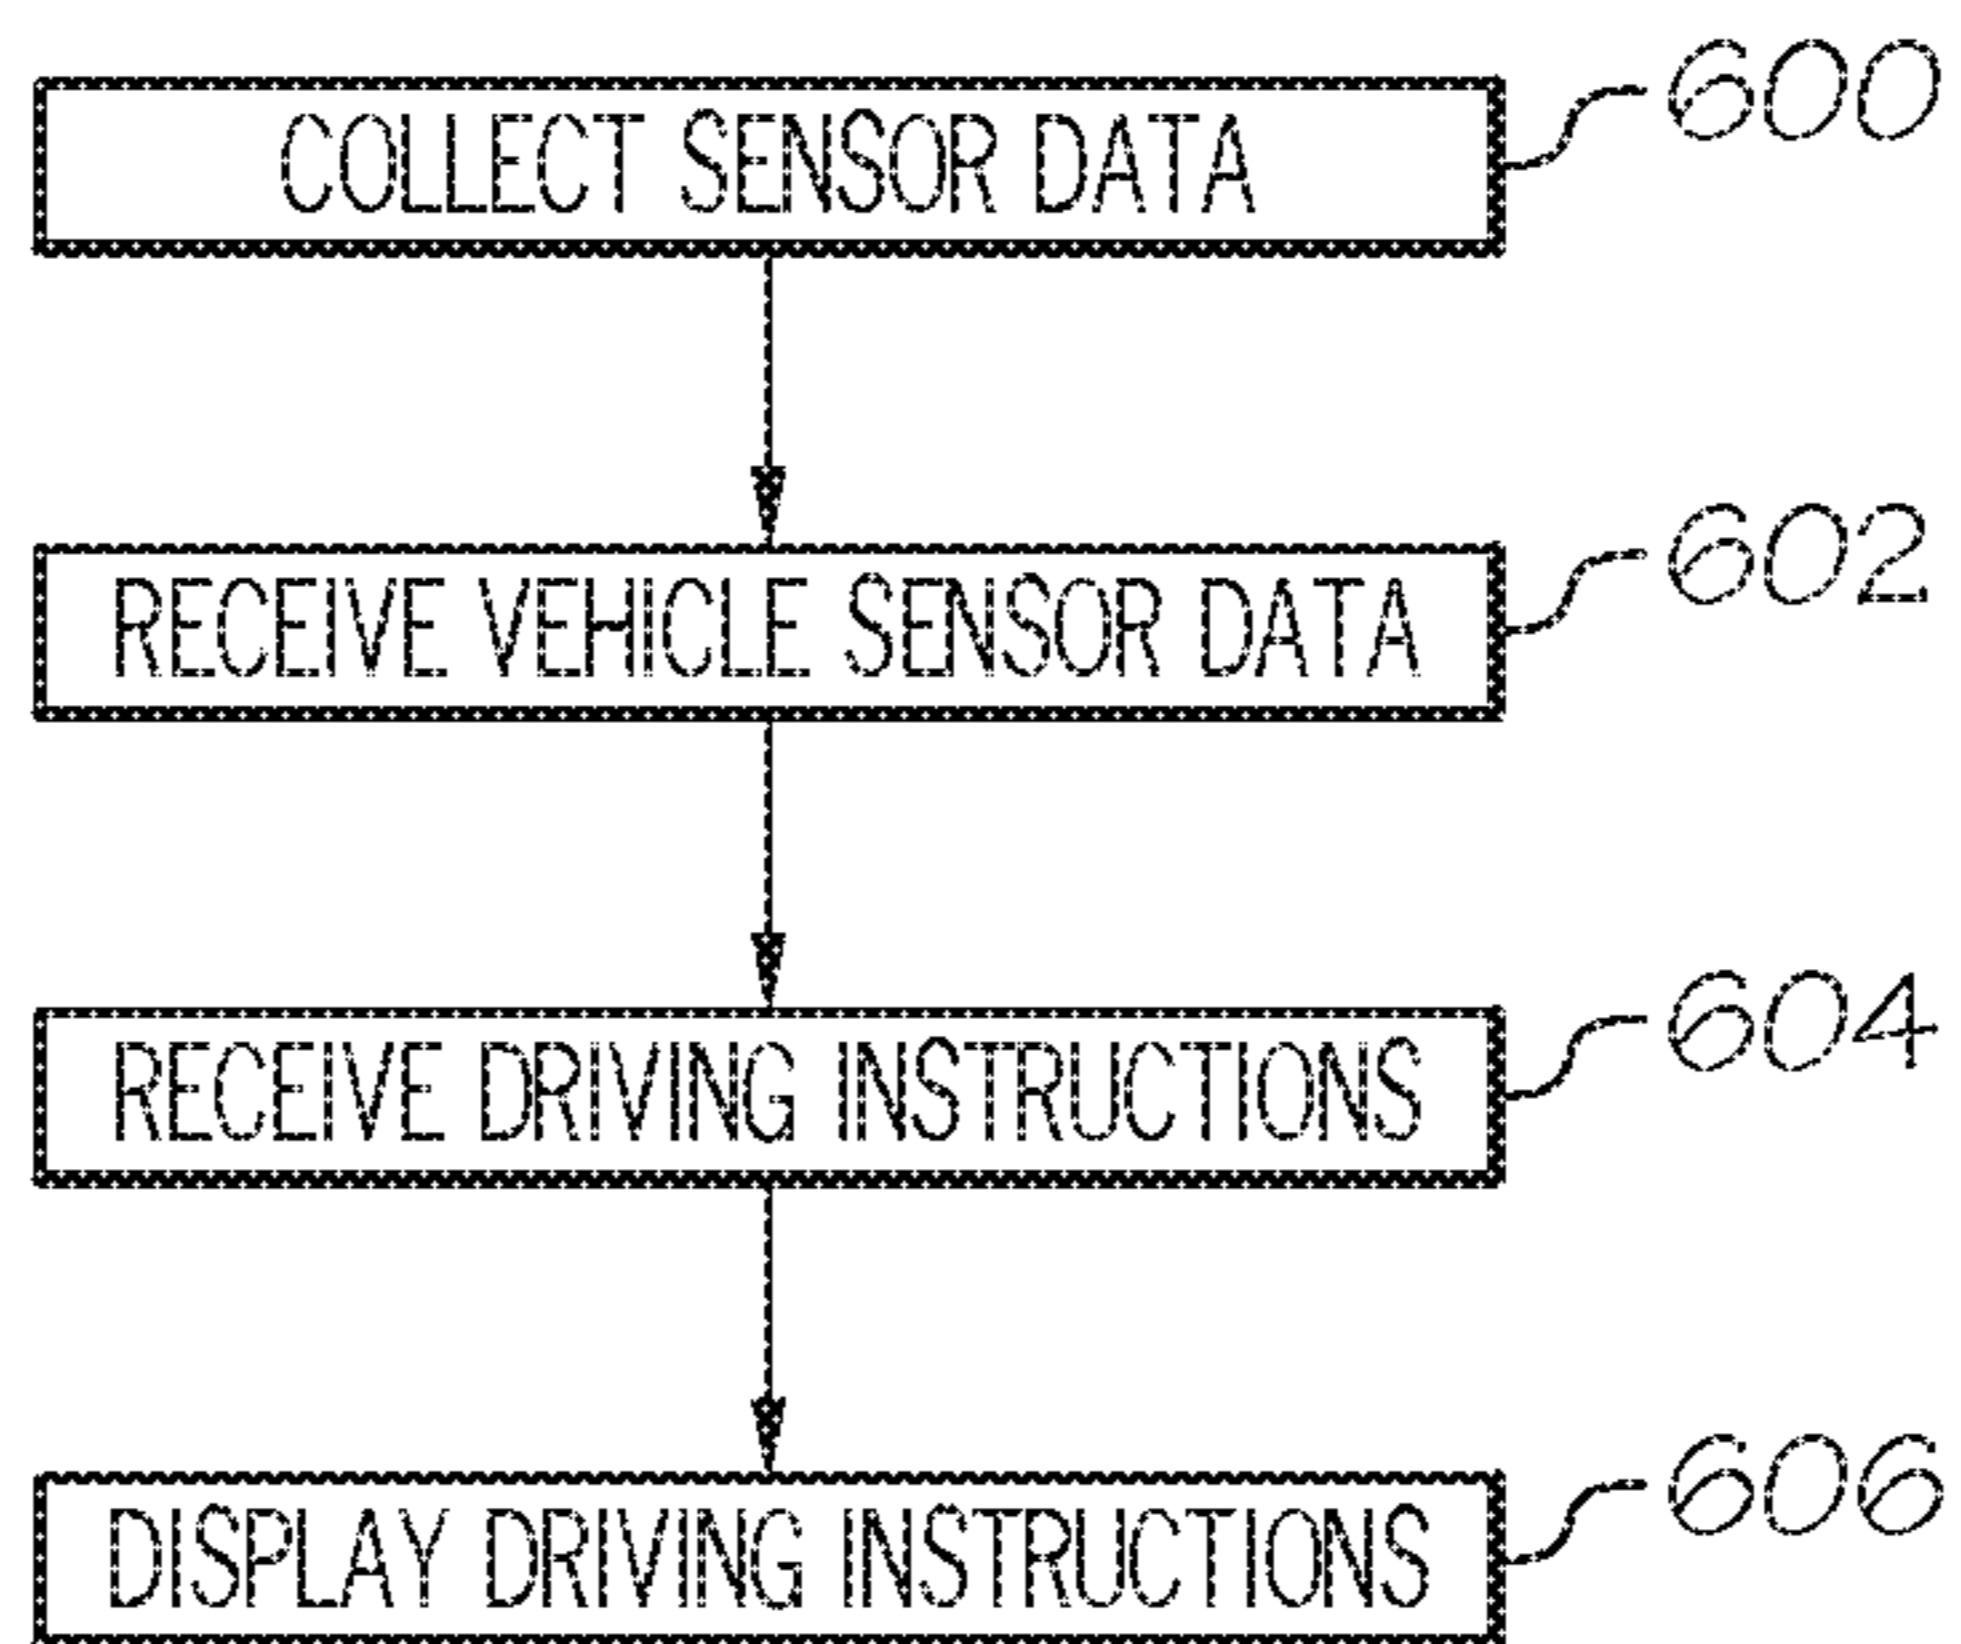 COLLECT SENSOR DATA 600
RECEIVE VEHICLE SENSOR DATA 602
RECEIVE DRIVING INSTRUCTIONS 604
DISPLAY DRIVING INSTRUCTIONS 606